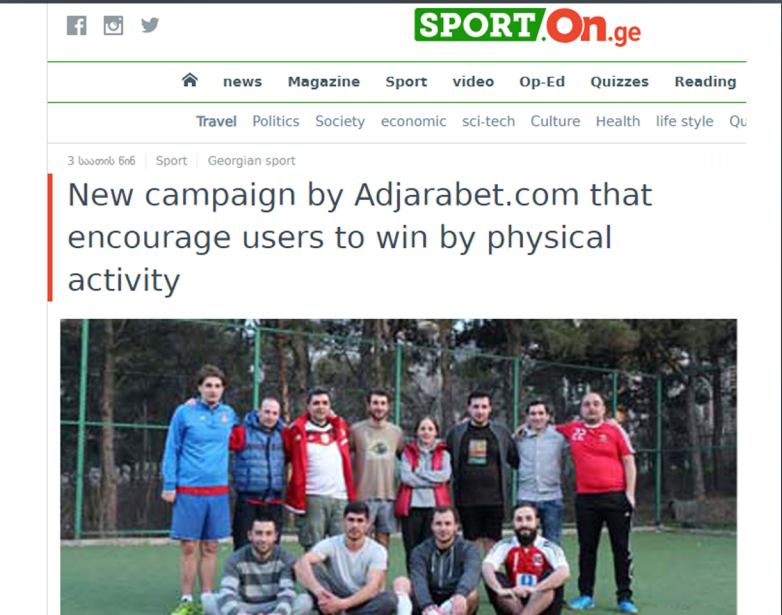 SPORT.On.ge
news Magazine Sport video Op-Ed Quizzes Reading
Travel Politics Society economic sci-tech Culture Health life style Qu
3 საათის წინ Sport Georgian sport
New campaign by Adjarabet.com that
encourage users to win by physical
activity
22